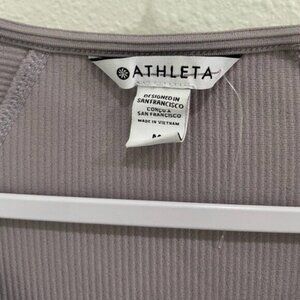 ATHLETA
DESIGNED IN
SAN FRANCISCO
CONÇU À
SAN FRANCISCO
MADE IN VIETNAM
M